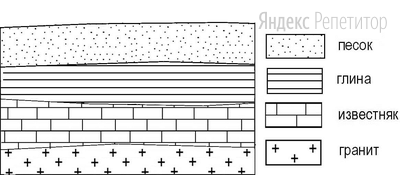 Яндекс Репетитор
песок
глина
известняк
гранит